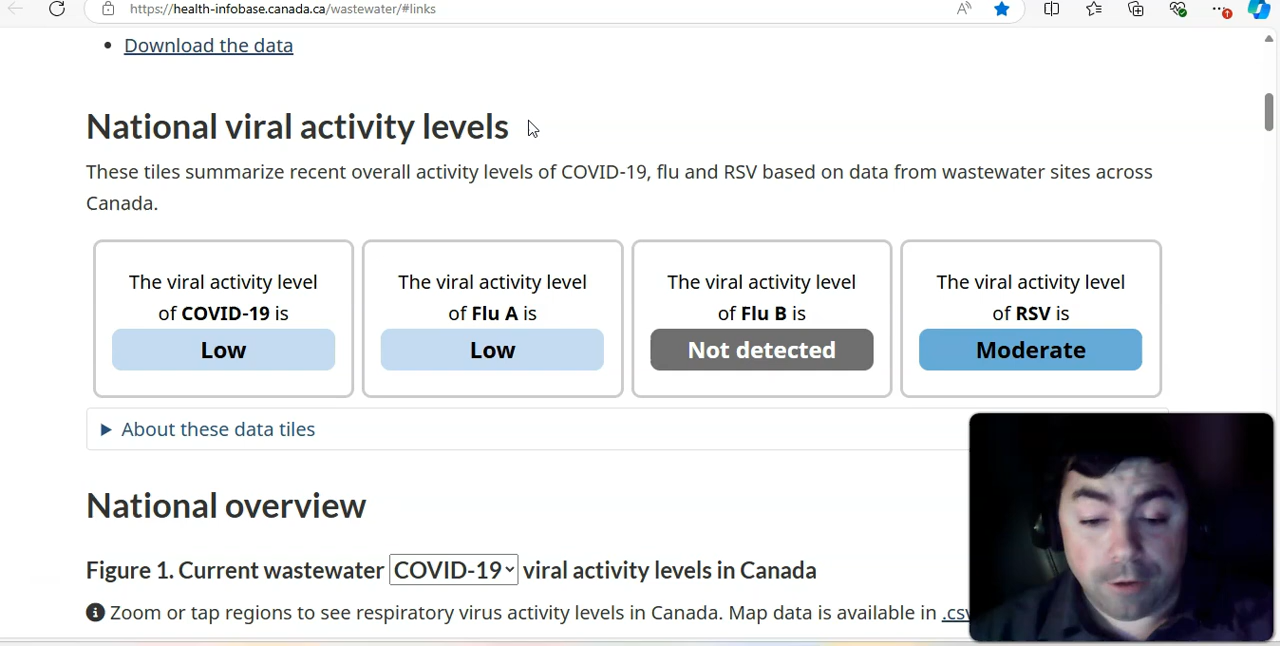 https://health-infobase.canada.ca/wastewater/#links
Download the data
National viral activity levels
These tiles summarize recent overall activity levels of COVID-19, flu and RSV based on data from wastewater sites across
Canada.
The viral activity level
of COVID-19 is
Low
The viral activity level
of Flu A is
Low
The viral activity level
of Flu B is
Not detected
The viral activity level
of RSV is
Moderate
About these data tiles
National overview
Figure 1. Current wastewater COVID-19 viral activity levels in Canada
Zoom or tap regions to see respiratory virus activity levels in Canada. Map data is available in .csv